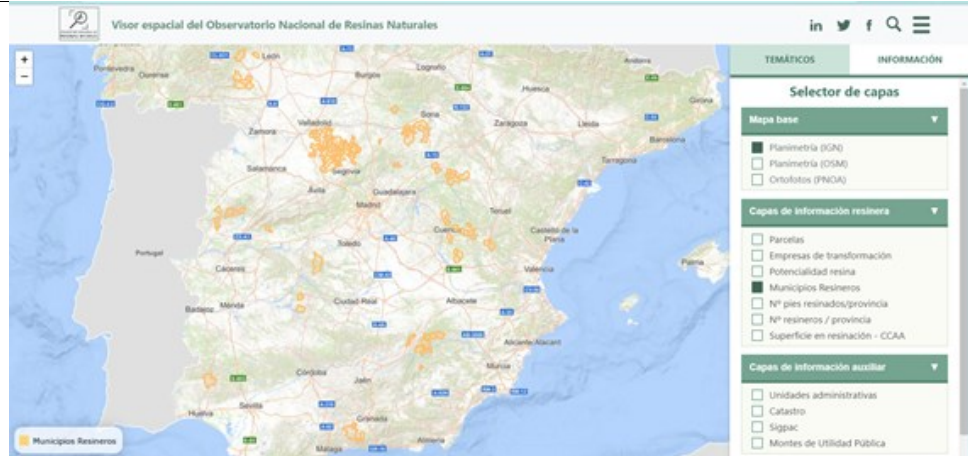 Visor espacial del Observatorio Nacional de Resinas Naturales
TEMÁTICOS
INFORMACIÓN
Selector de capas
Mapa base
Planimetría (IGN)
Planimetría (OSM)
Ortofotos (PNOA)
Capas de información resinera
Parcelas
Empresas de transformación
Potencialidad resina
Municipios Resineros
Nº pies resinados/provincia
Nº resineros / provincia
Superficie en resinación - CCAA
Capas de información auxiliar
Unidades administrativas
Catastro
Sigpac
Montes de Utilidad Pública
Pontevedra
Ourense
León
Burgos
Logroño
Huesca
Andorra
Girona
Zamora
Valladolid
Soria
Zaragoza
Lleida
Barcelona
Tarragona
Salamanca
Segovia
Ávila
Guadalajara
Madrid
Teruel
Cuenca
Castelló de la
Plana
Portugal
Toledo
Cáceres
Valencia
Palma
Badajoz
Mérida
Ciudad Real
Albacete
Alicante/Alacant
Murcia
Córdoba
Jaén
Huelva
Sevilla
Granada
Almería
Málaga
Municipios Resineros